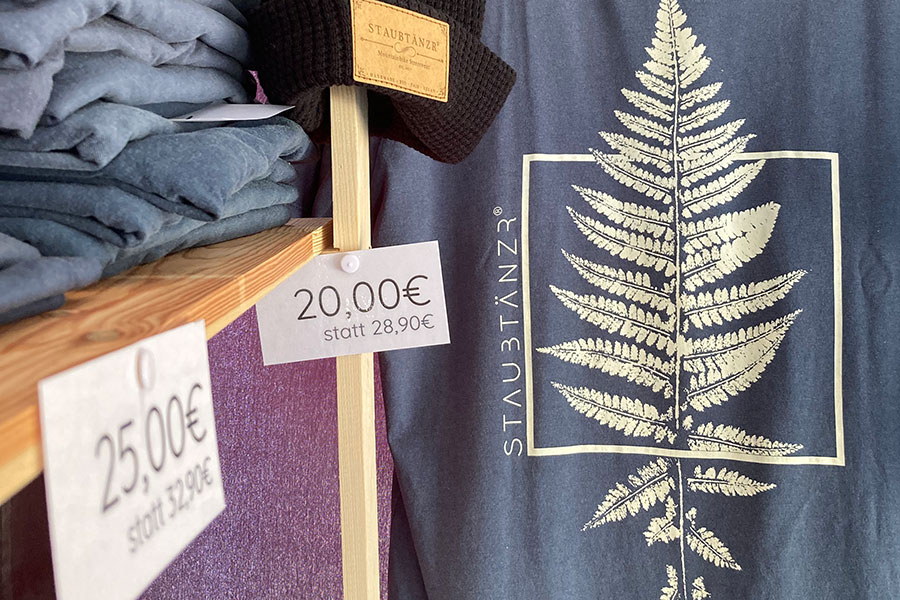 STAUBTÄNZR®
20,00€
statt 28,90€
25,00€
statt 32,90€
STAUBTÄNZR®